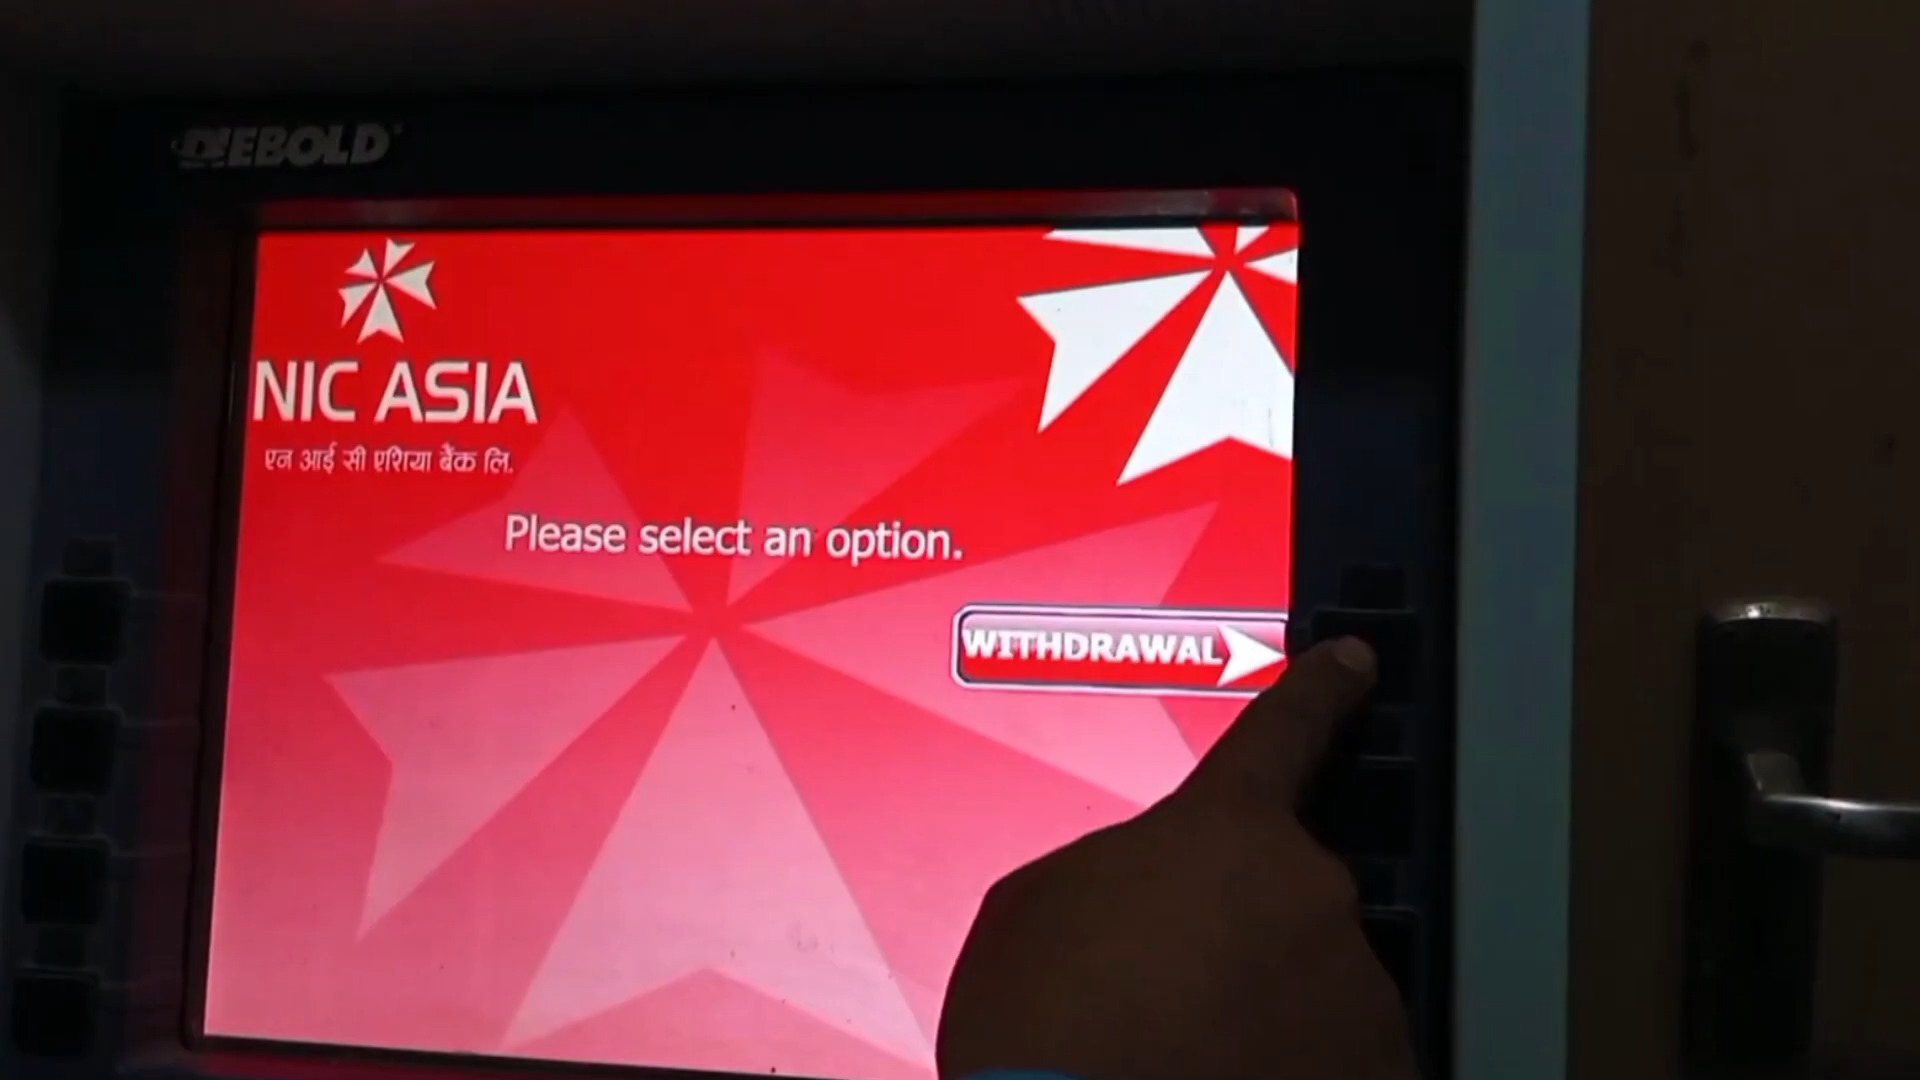 DIEBOLD
NIC ASIA
एन आई सी एशिया बैंक लि.
Please select an option.
WITHDRAWAL